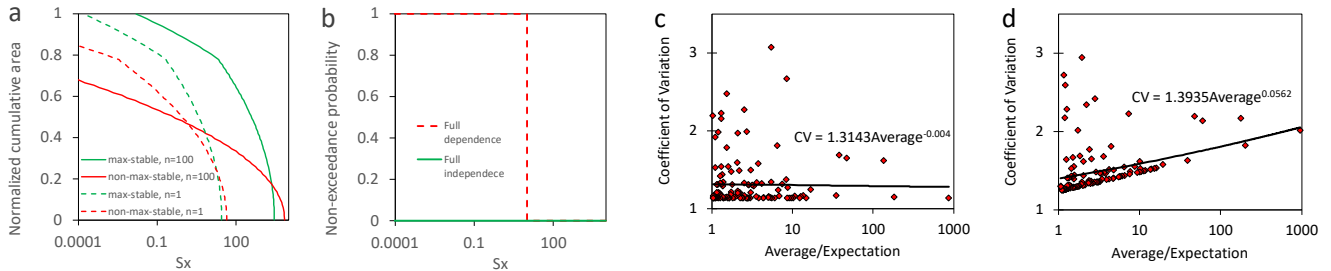 a
Normalized cumulative area
1
0.8
0.6
0.4
0.2
0
max-stable, n=100
non-max-stable, n=100
max-stable, n=1
non-max-stable, n=1
0.0001
0.1
100
Sx
b
Non-exceedance probability
1
0.8
0.6
0.4
0.2
0
Full
dependence
Full
independence
0.0001
0.1
100
Sx
c
Coefficient of Variation
3
2
1
CV = 1.3143Average^-0.004
1
10
100
1000
Average/Expectation
d
Coefficient of Variation
3
2
1
CV = 1.3935Average^0.0562
1
10
100
1000
Average/Expectation